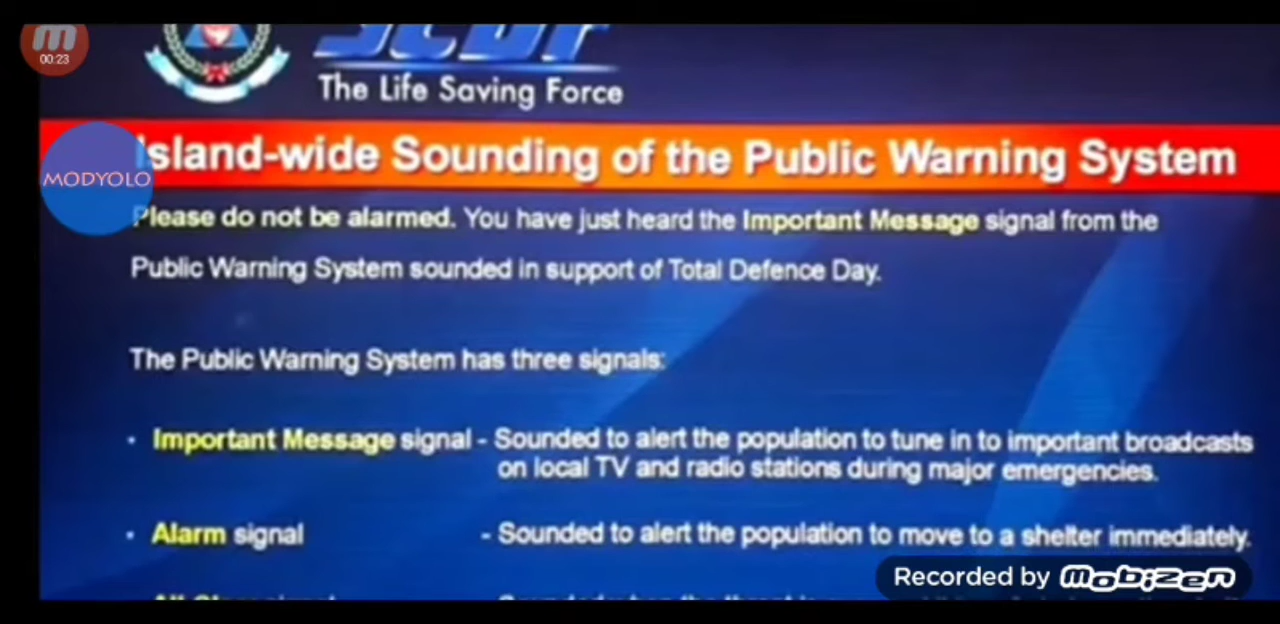 00:23
SCDF
The Life Saving Force
Island-wide Sounding of the Public Warning System
MODYOLO
Please do not be alarmed. You have just heard the Important Message signal from the
Public Warning System sounded in support of Total Defence Day.
The Public Warning System has three signals:
· Important Message signal - Sounded to alert the population to tune in to important broadcasts
on local TV and radio stations during major emergencies.
· Alarm signal - Sounded to alert the population to move to a shelter immediately.
Recorded by mobizen